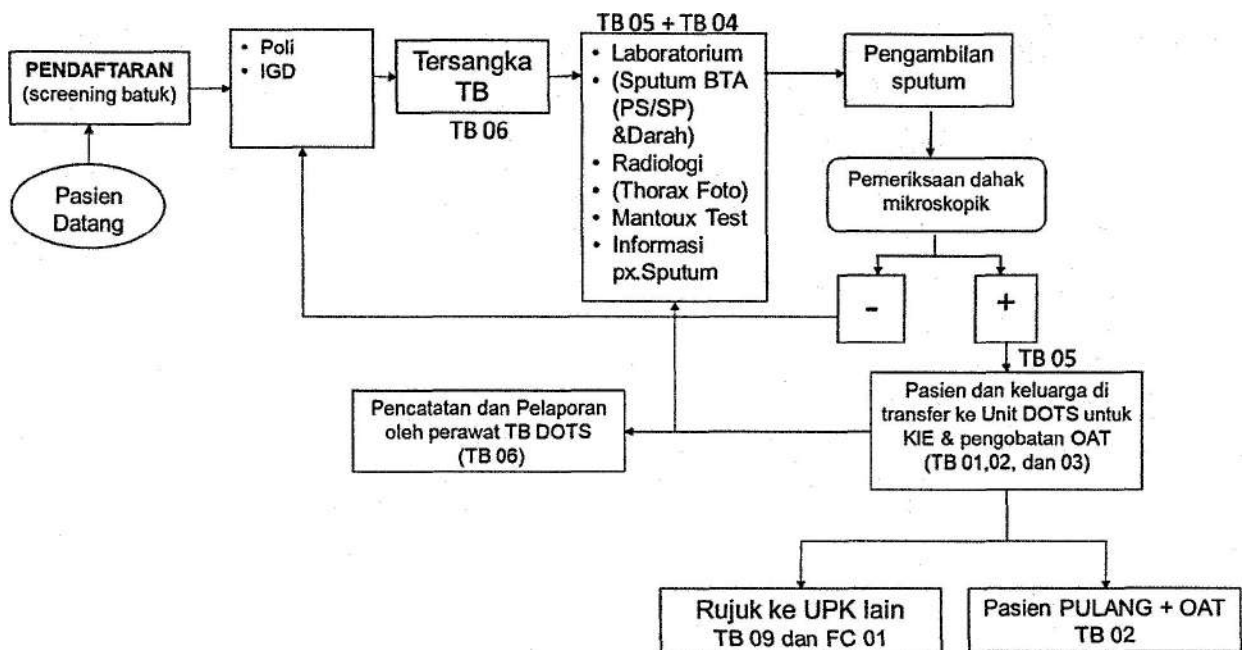 PENDAFTARAN
(screening batuk)
Pasien
Datang
• Poli
• IGD
Tersangka
TB
TB 06
TB 05 + TB 04
• Laboratorium
• (Sputum BTA
(PS/SP)
&Darah)
• Radiologi
• (Thorax Foto)
• Mantoux Test
• Informasi
px.Sputum
Pengambilan
sputum
Pemeriksaan dahak
mikroskopik
-
+
TB 05
Pasien dan keluarga di
transfer ke Unit DOTS untuk
KIE & pengobatan OAT
(TB 01,02, dan 03)
Pencatatan dan Pelaporan
oleh perawat TB DOTS
(TB 06)
Rujuk ke UPK lain
TB 09 dan FC 01
Pasien PULANG + OAT
TB 02